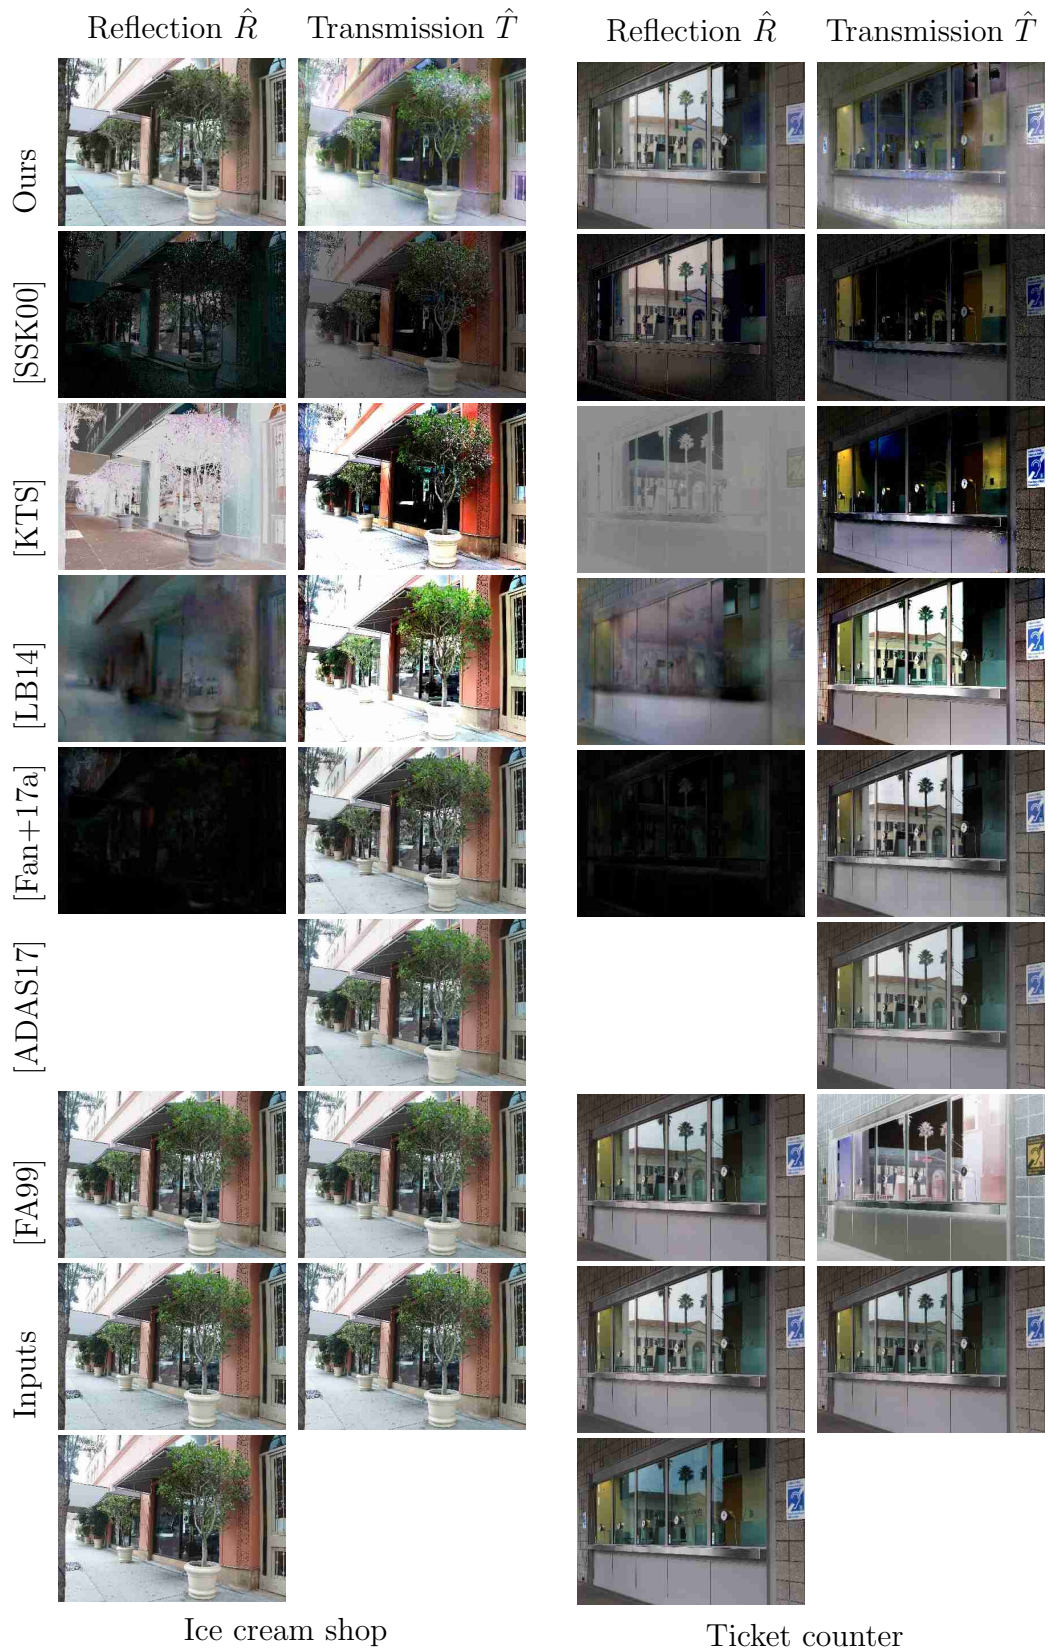 Reflection R̂ Transmission T̂ Reflection R̂ Transmission T̂
Ours
[SSK00]
[KTS]
[LB14]
[Fan+17a]
[ADAS17]
[FA99]
Inputs
Ice cream shop Ticket counter